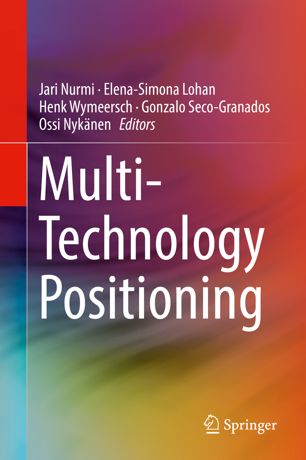 Jari Nurmi · Elena-Simona Lohan
Henk Wymeersch · Gonzalo Seco-Granados
Ossi Nykänen Editors
Multi-
Technology
Positioning
Springer